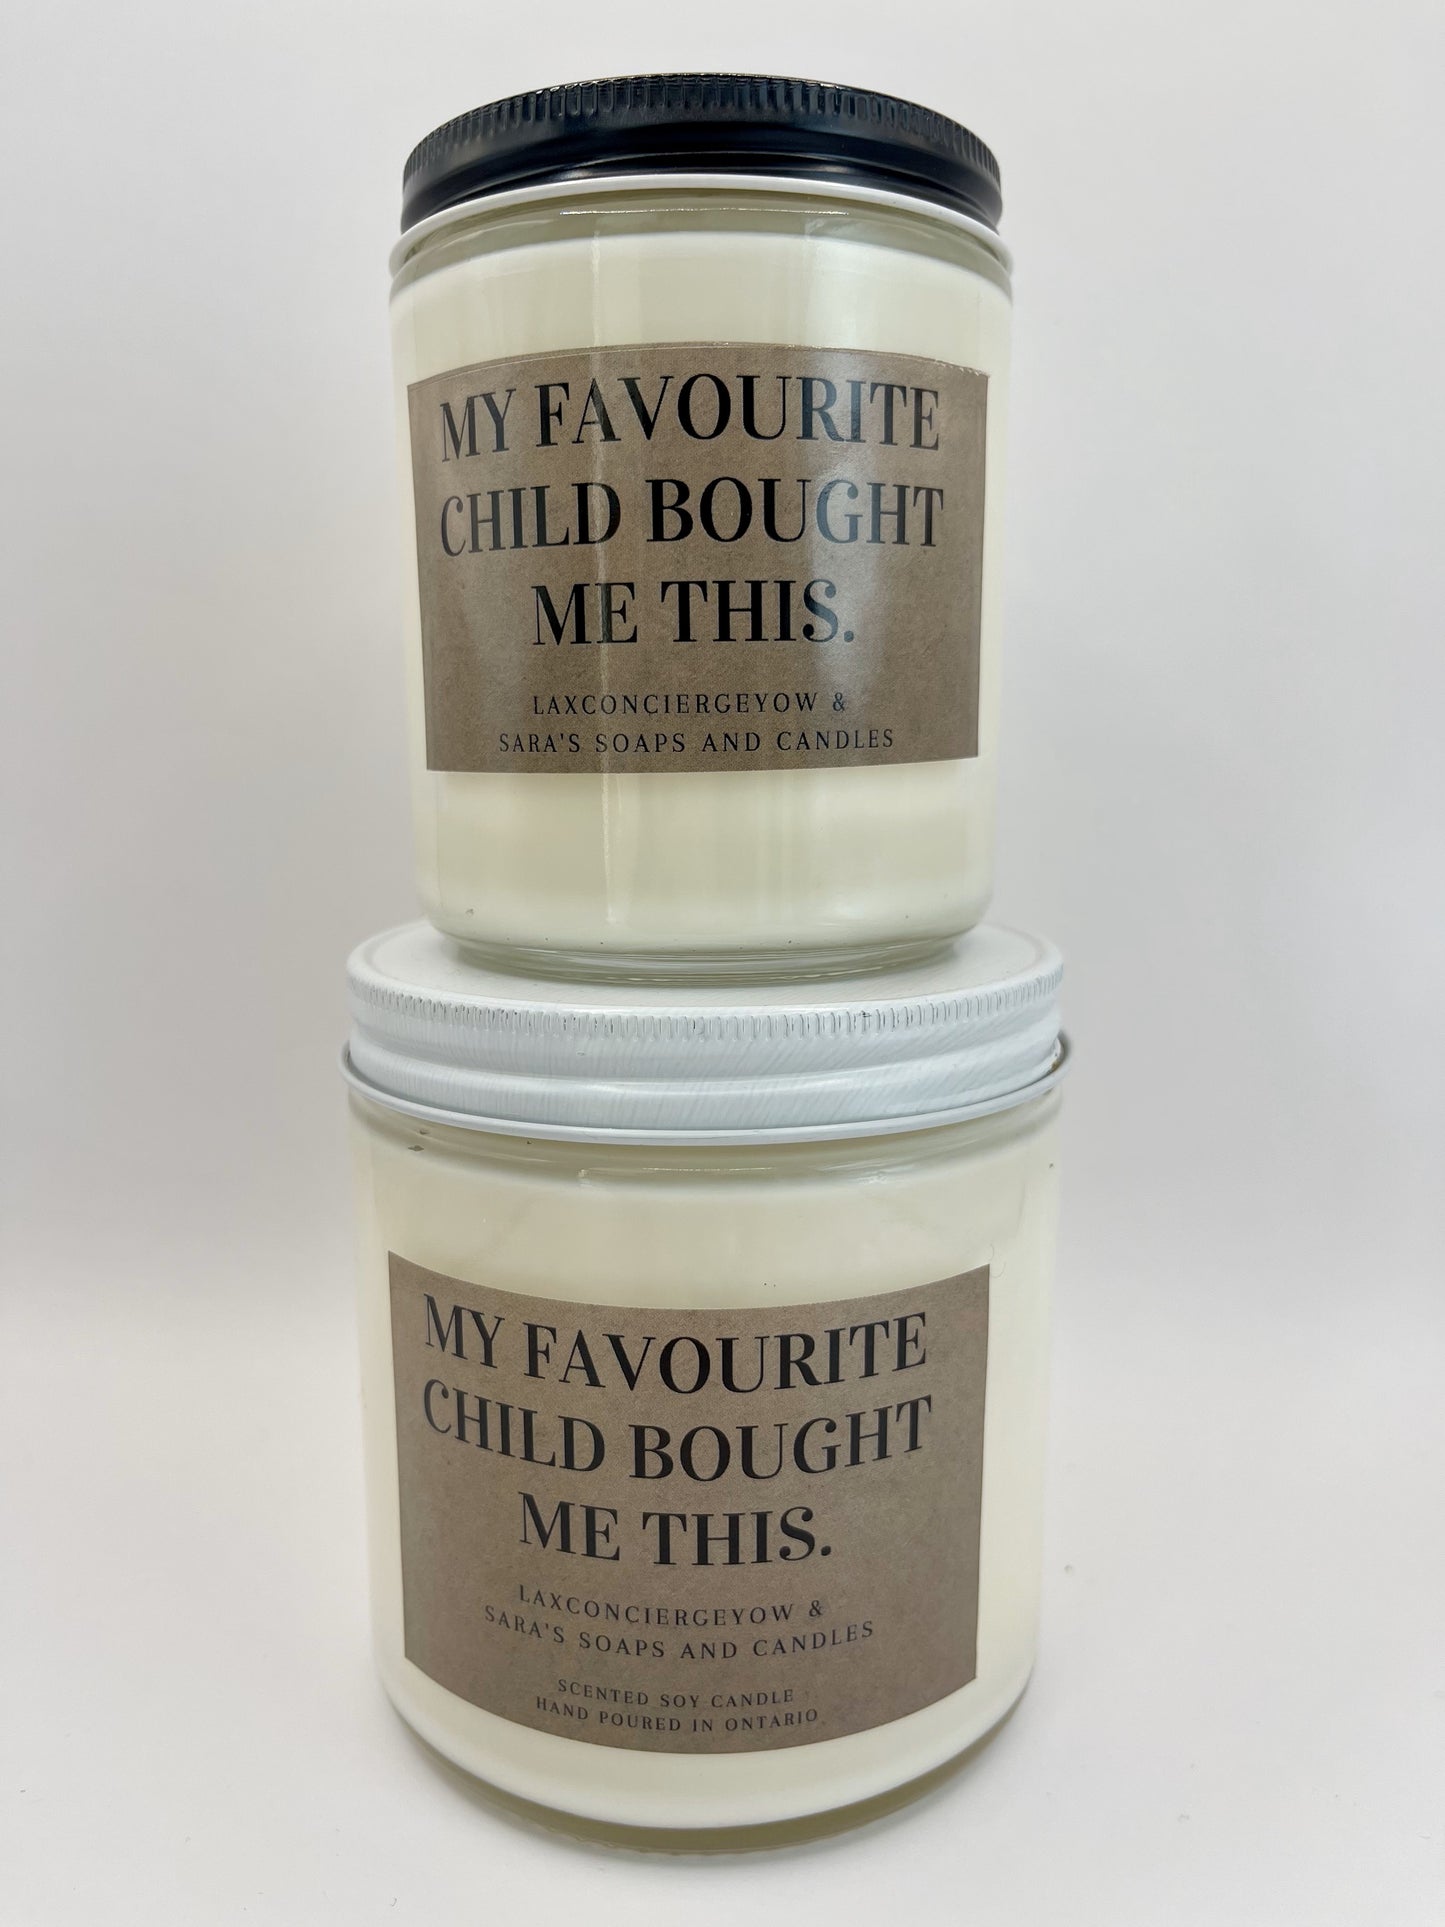 MY FAVOURITE
CHILD BOUGHT
ME THIS.
LAXCONCIERGEYOW &
SARA'S SOAPS AND CANDLES
MY FAVOURITE
CHILD BOUGHT
ME THIS.
LAXCONCIERGEYOW &
SARA'S SOAPS AND CANDLES
SCENTED SOY CANDLE
HAND POURED IN ONTARIO